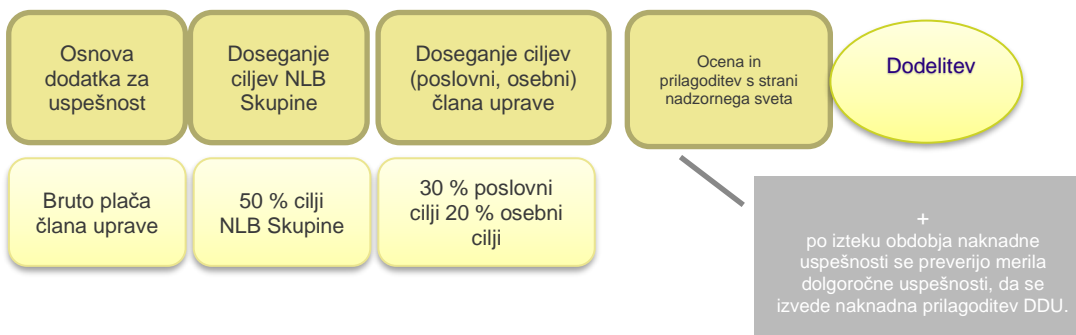 Osnova
dodatka za
uspešnost
Doseganje
ciljev NLB
Skupine
Doseganje ciljev
(poslovni, osebni)
člana uprave
Ocena in
prilagoditev s strani
nadzornega sveta
Dodelitev
Bruto plača
člana uprave
50 % cilji
NLB Skupine
30 % poslovni
cilji 20 % osebni
cilji
+
po izteku obdobja naknadne
uspešnosti se preverijo merila
dolgoročne uspešnosti, da se
izvede naknadna prilagoditev DDU.